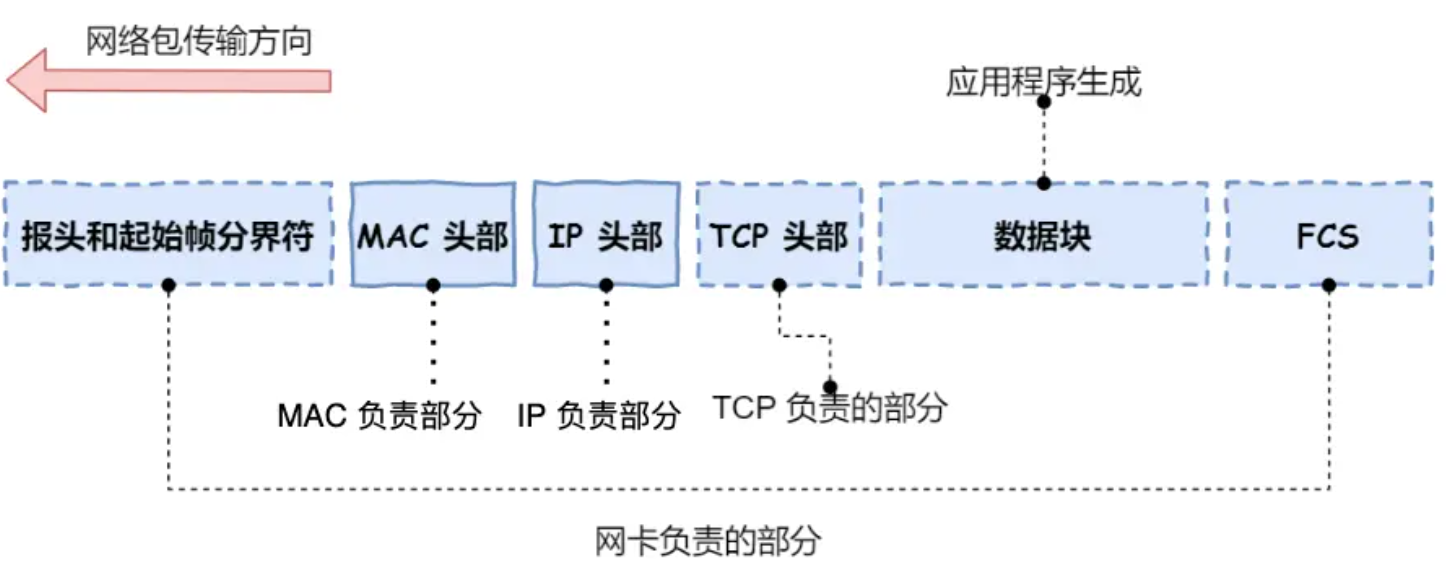 网络包传输方向
应用程序生成
报头和起始帧分界符
MAC 头部
IP 头部
TCP 头部
数据块
FCS
MAC 负责部分
IP 负责部分
TCP 负责的部分
网卡负责的部分